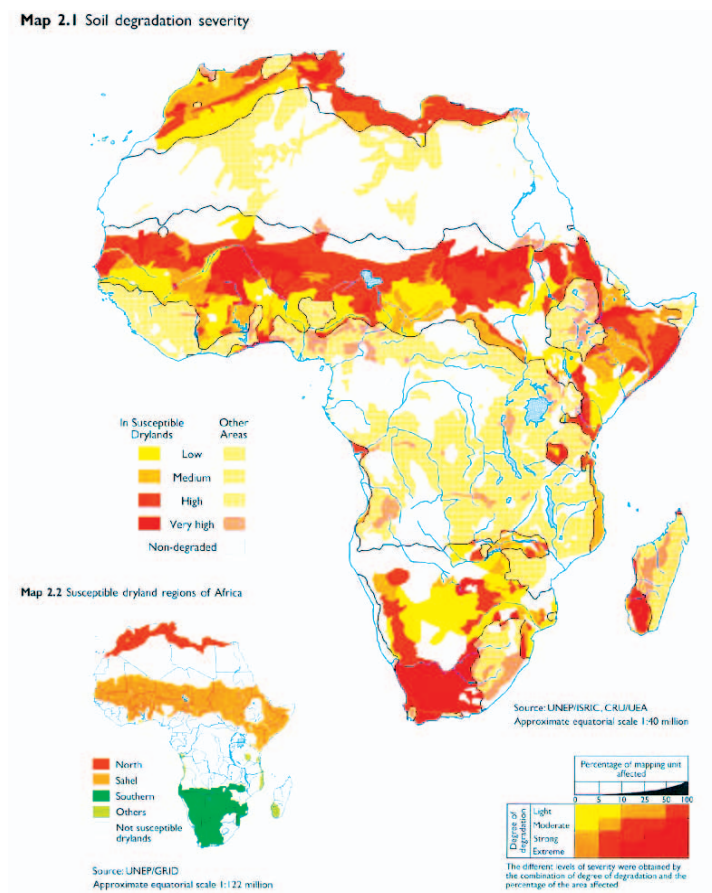 Map 2.1 Soil degradation severity
In Susceptible Drylands
Other Areas
Low
Medium
High
Very high
Non-degraded
Map 2.2 Susceptible dryland regions of Africa
Source: UNEP/ISRIC, CRU/UEA
Approximate equatorial scale 1:40 million
North
Sahel
Southern
Others
Not susceptible
drylands
Source: UNEP/GRID
Approximate equatorial scale 1:122 million
Percentage of mapping unit
affected
0 5 10 25 50 100
Degree of
degradation
Light
Moderate
Strong
Extreme
The different levels of severity were obtained by
the combination of degree of degradation and the
percentage of the area affected